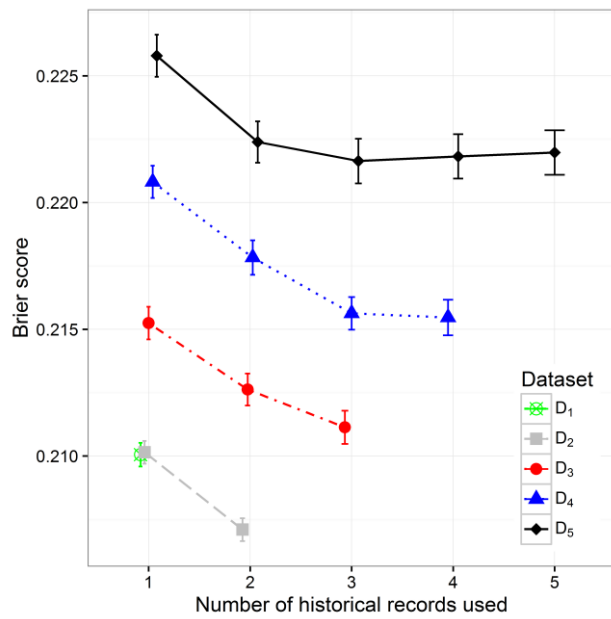 0.225
0.220
0.215
0.210
Brier score
1 2 3 4 5
Number of historical records used
Dataset
D₁
D₂
D₃
D₄
D₅